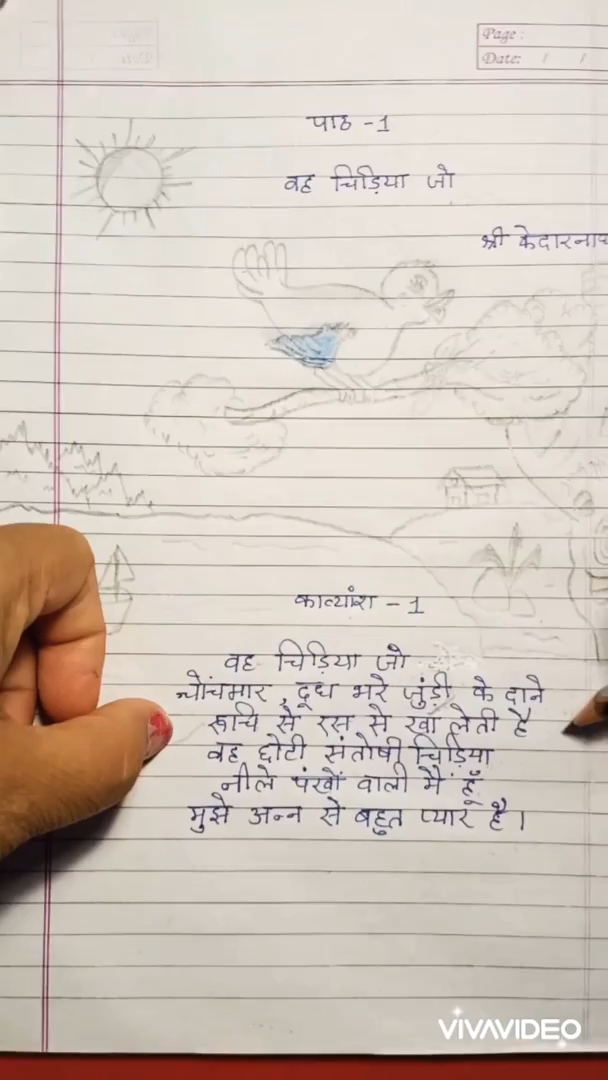 Page :
Date: / /
पाठ -1
वह चिड़िया जो
श्री केदारनाथ
काव्यांश - 1
वह चिड़िया जो
चोंचमार, दूध भरे जुंड़ी के दाने
रूचि से रस से खा लेती है
वह छोटी संतोषी चिड़िया
नीले पंखों वाली मैं हूँ
मुझे अन्न से बहुत प्यार है।
VIVAVIDEO